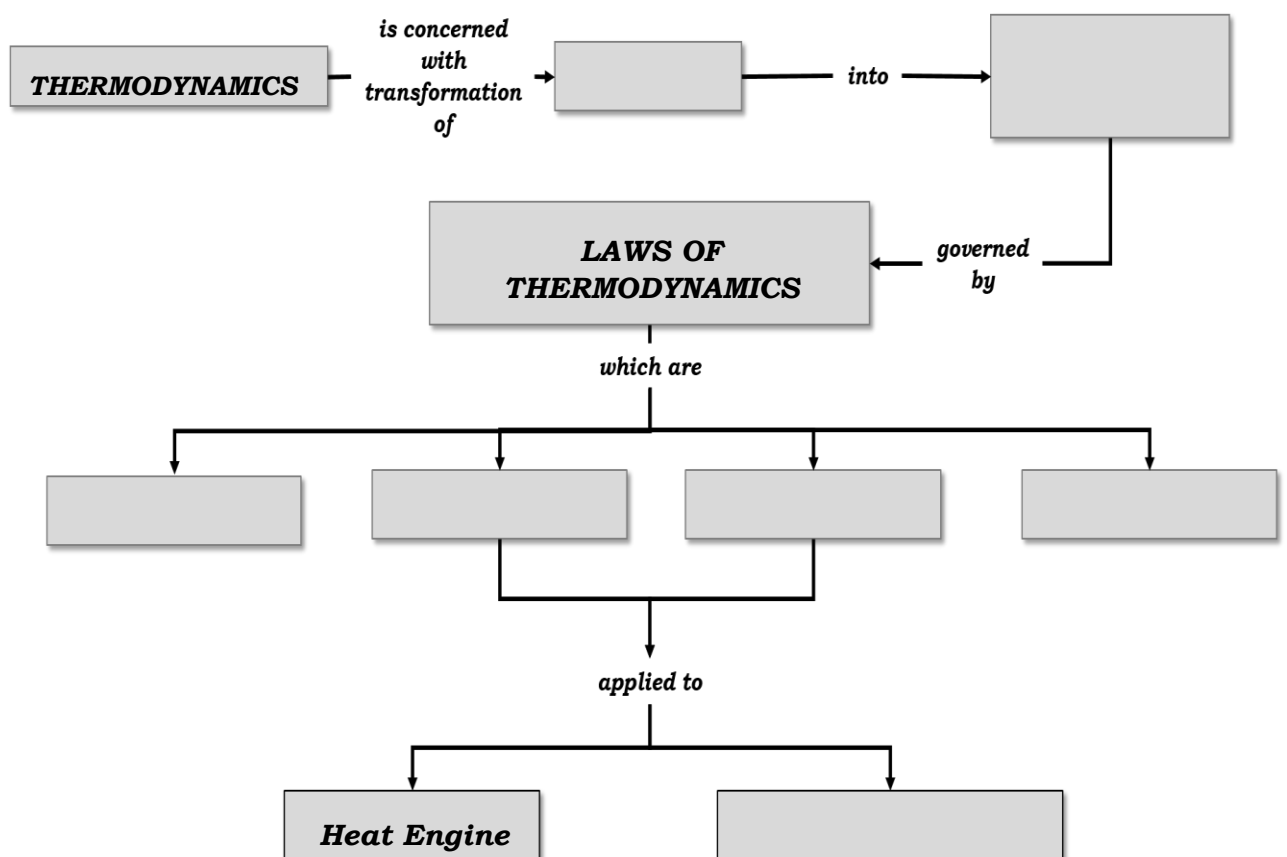 is concerned
with
transformation
of
THERMODYNAMICS
into
LAWS OF
THERMODYNAMICS
governed
by
which are
applied to
Heat Engine